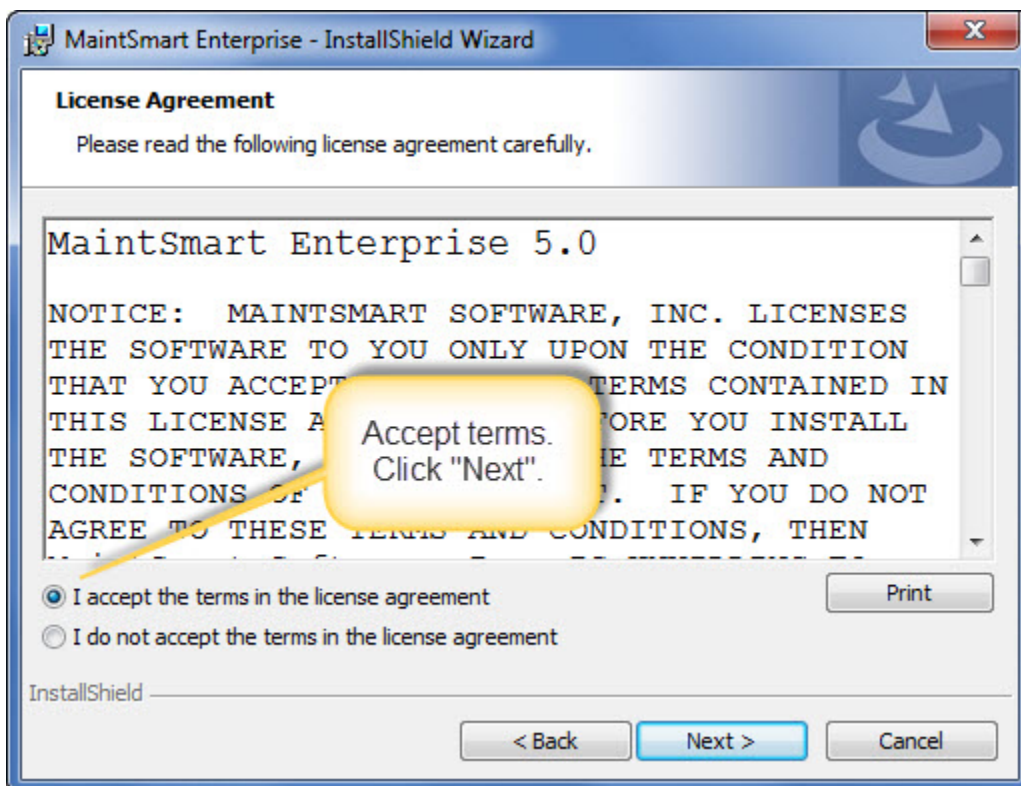 MaintSmart Enterprise - InstallShield Wizard
License Agreement
Please read the following license agreement carefully.
MaintSmart Enterprise 5.0
NOTICE:  MAINTSMART SOFTWARE, INC. LICENSES
THE SOFTWARE TO YOU ONLY UPON THE CONDITION
THAT YOU ACCEPT TERMS CONTAINED IN
THIS LICENSE YOU INSTALL
THE SOFTWARE, TERMS AND
CONDITIONS OF IF YOU DO NOT
AGREE TO THESE TERMS AND CONDITIONS, THEN
Accept terms.
Click "Next".
I accept the terms in the license agreement
Print
I do not accept the terms in the license agreement
InstallShield
< Back
Next >
Cancel